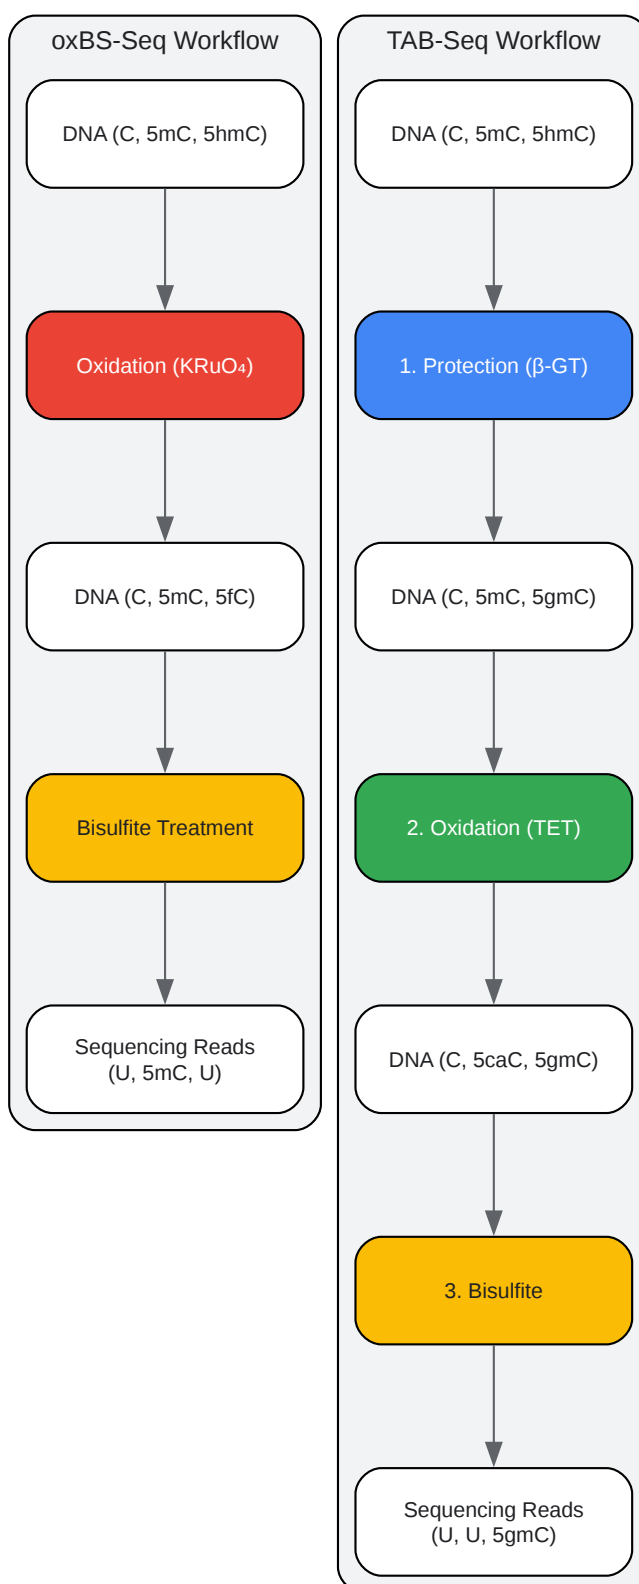 oxBS-Seq Workflow
DNA (C, 5mC, 5hmC)
Oxidation (KRuO₄)
DNA (C, 5mC, 5fC)
Bisulfite Treatment
Sequencing Reads
(U, 5mC, U)
TAB-Seq Workflow
DNA (C, 5mC, 5hmC)
1. Protection (β-GT)
DNA (C, 5mC, 5gmC)
2. Oxidation (TET)
DNA (C, 5caC, 5gmC)
3. Bisulfite
Sequencing Reads
(U, U, 5gmC)